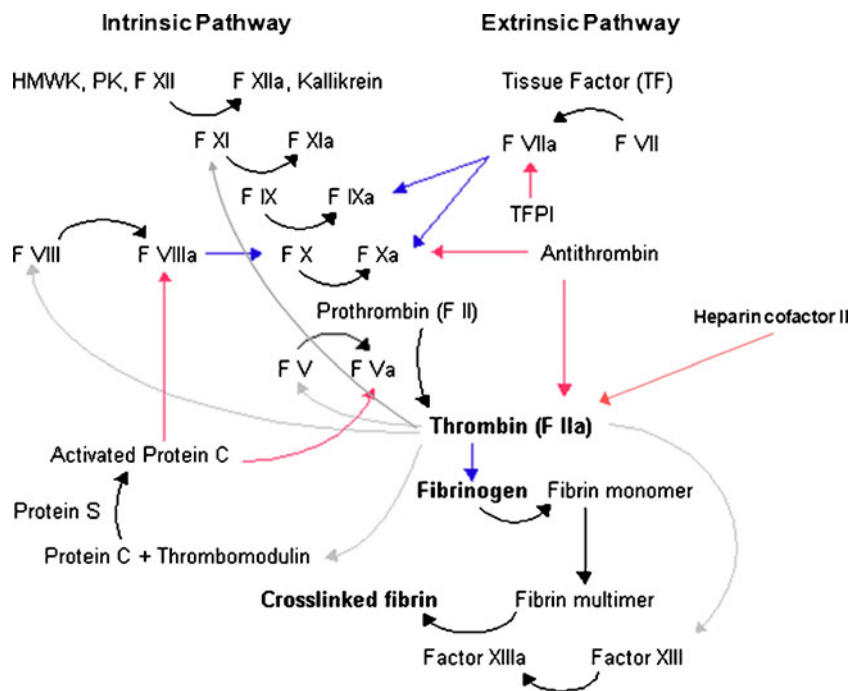 Intrinsic Pathway
Extrinsic Pathway
HMWK, PK, F XII
F XIIa, Kallikrein
Tissue Factor (TF)
F XI
F XIa
F VIIa
F VII
F IX
F IXa
TFPI
F VIII
F VIIIa
F X
F Xa
Antithrombin
Prothrombin (F II)
Heparin cofactor II
F V
F Va
Thrombin (F IIa)
Activated Protein C
Fibrinogen
Fibrin monomer
Protein S
Protein C + Thrombomodulin
Crosslinked fibrin
Fibrin multimer
Factor XIIIa
Factor XIII